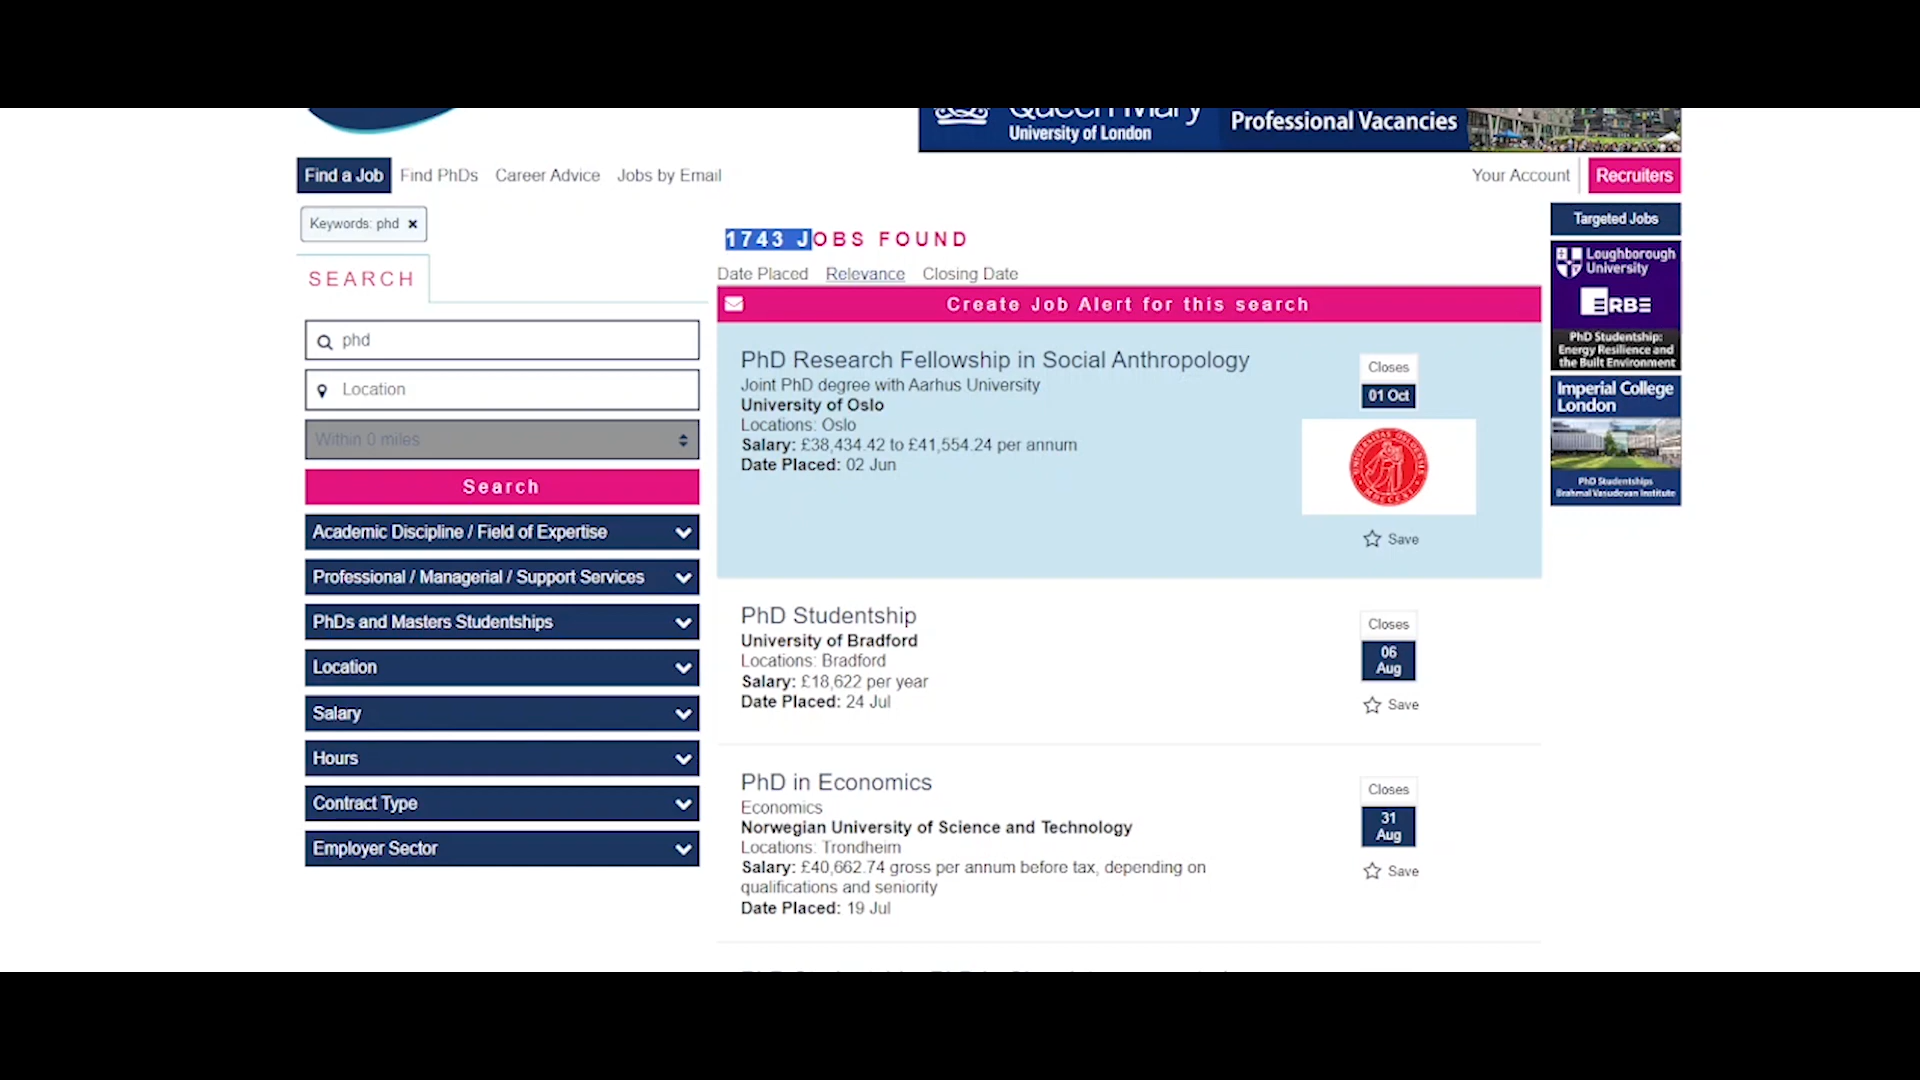 Queen Mary
University of London
Professional Vacancies
Find a Job
Find PhDs
Career Advice
Jobs by Email
Your Account
Recruiters
Keywords: phd ×
SEARCH
phd
Location
Within 0 miles
Search
Academic Discipline / Field of Expertise
Professional / Managerial / Support Services
PhDs and Masters Studentships
Location
Salary
Hours
Contract Type
Employer Sector
1743 JOBS FOUND
Date Placed
Relevance
Closing Date
Create Job Alert for this search
PhD Research Fellowship in Social Anthropology
Joint PhD degree with Aarhus University
University of Oslo
Locations: Oslo
Salary: £38,434.42 to £41,554.24 per annum
Date Placed: 02 Jun
Closes
01 Oct
Save
PhD Studentship
University of Bradford
Locations: Bradford
Salary: £18,622 per year
Date Placed: 24 Jul
Closes
06
Aug
Save
PhD in Economics
Economics
Norwegian University of Science and Technology
Locations: Trondheim
Salary: £40,662.74 gross per annum before tax, depending on
qualifications and seniority
Date Placed: 19 Jul
Closes
31
Aug
Save
Targeted Jobs
Loughborough
University
ERBE
PhD Studentship:
Energy Resilience and
the Built Environment
Imperial College
London
PhD Studentships
Brahmal Vasudevan Institute